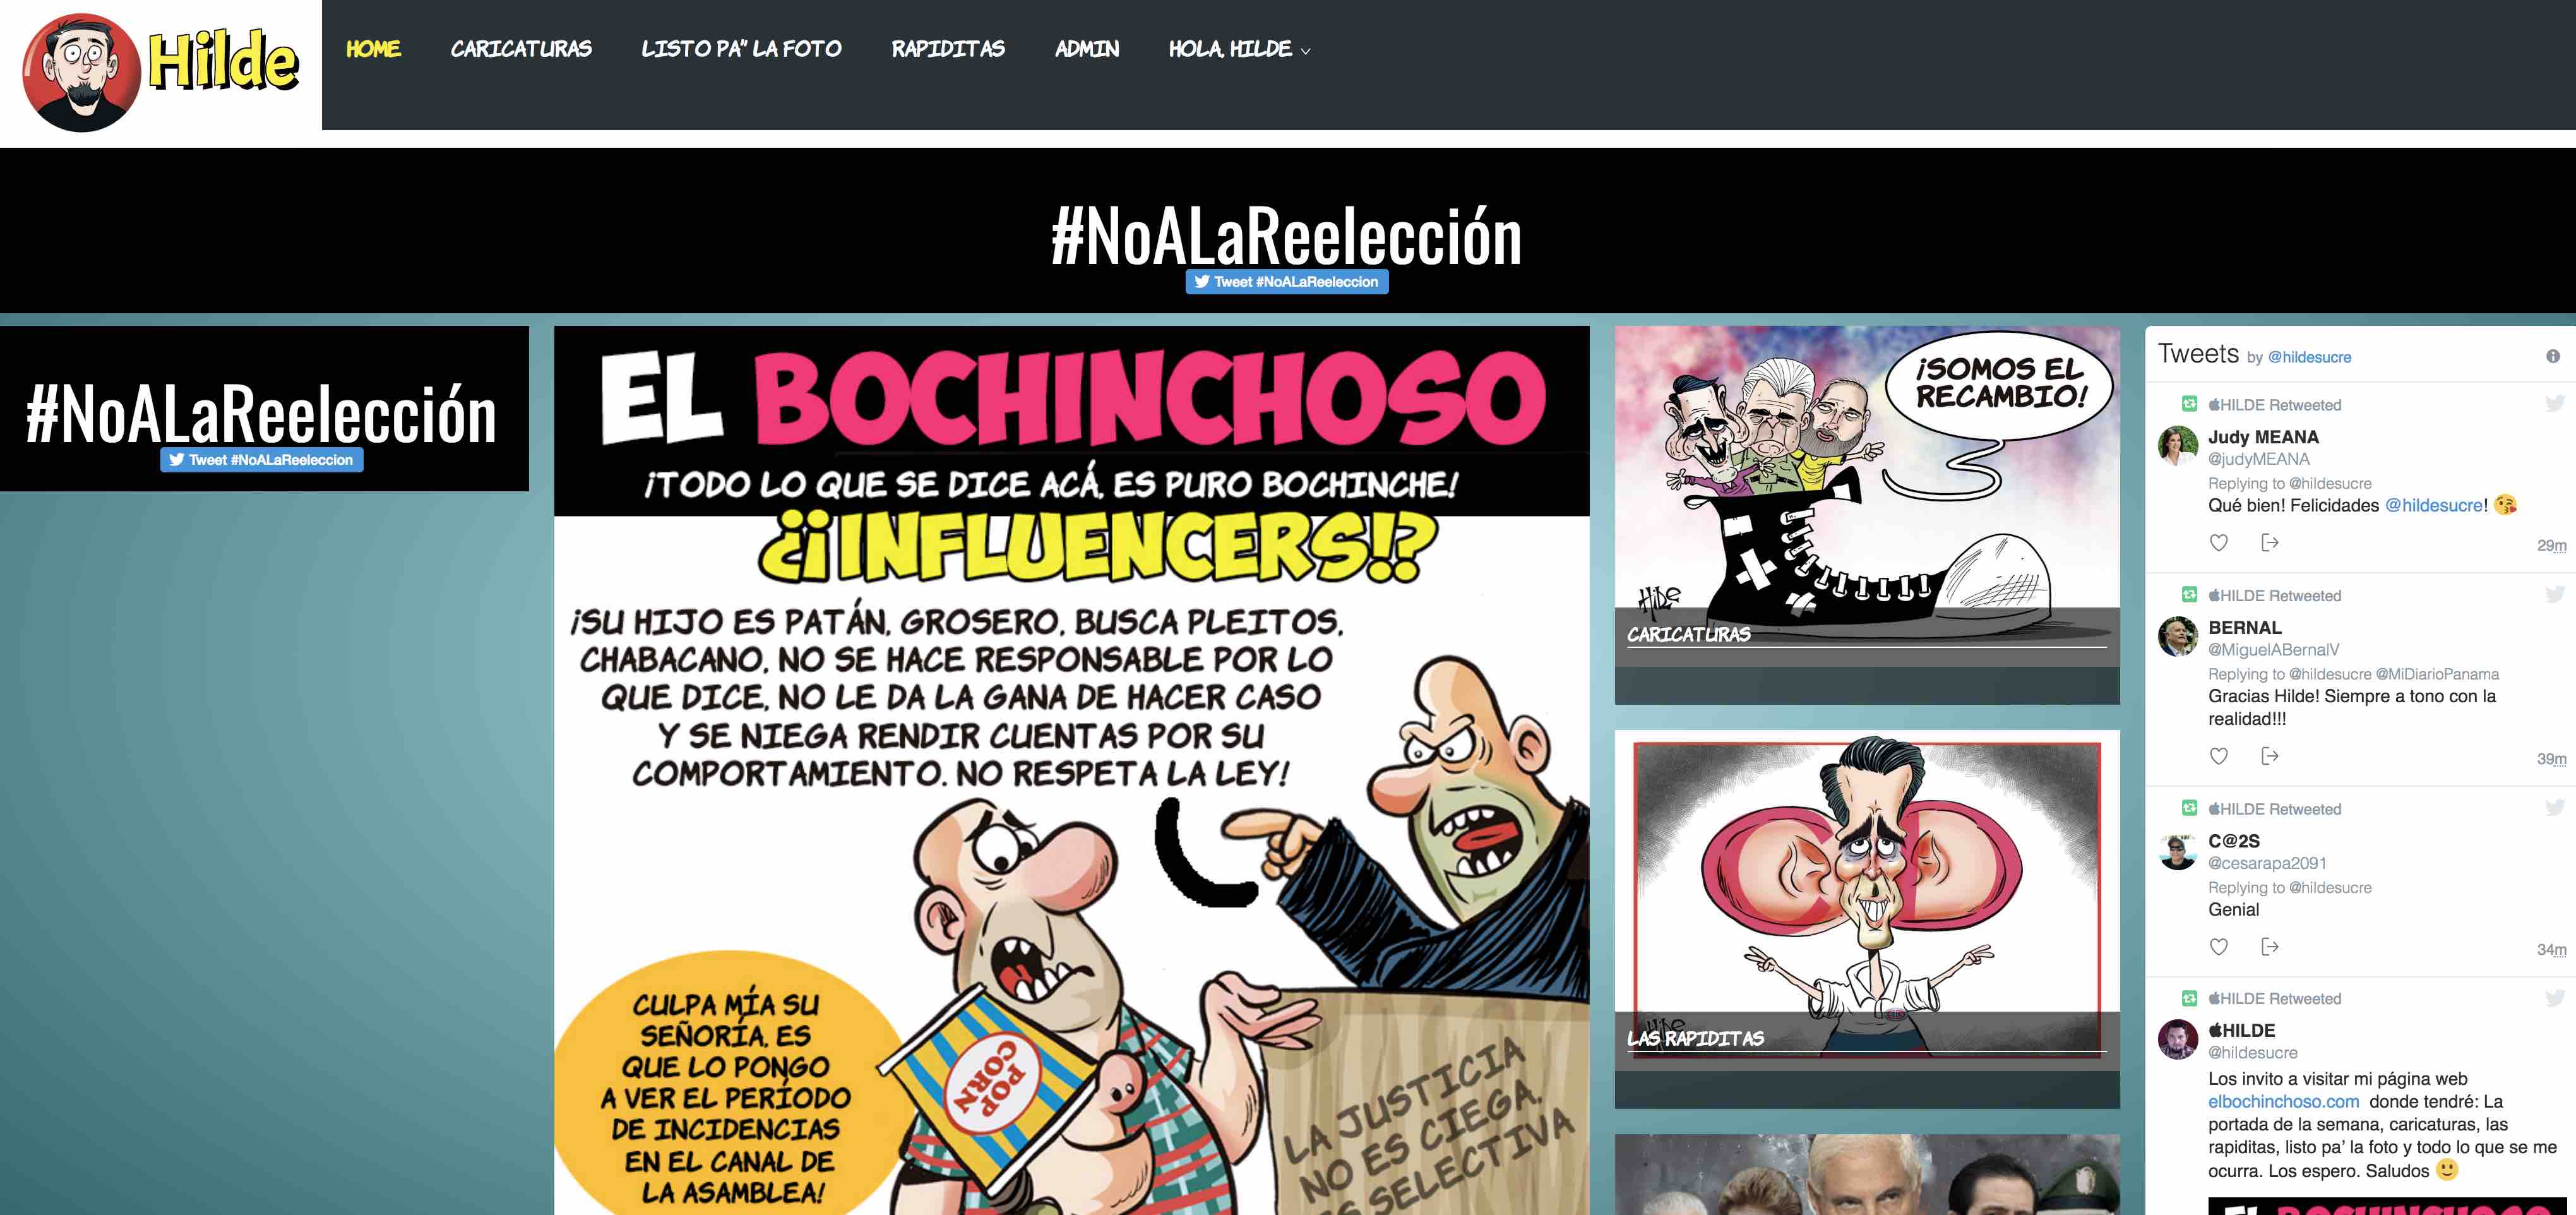 Hilde
HOME
CARICATURAS
LISTO PA" LA FOTO
RAPIDITAS
ADMIN
HOLA, HILDE
#NoALaReelección
Tweet #NoALaReeleccion
#NoALaReelección
Tweet #NoALaReeleccion
EL BOCHINCHOSO
¡TODO LO QUE SE DICE ACÁ, ES PURO BOCHINCHE!
¿¡INFLUENCERS!?
¡SU HIJO ES PATÁN, GROSERO, BUSCA PLEITOS,
CHABACANO, NO SE HACE RESPONSABLE POR LO
QUE DICE, NO LE DA LA GANA DE HACER CASO
Y SE NIEGA RENDIR CUENTAS POR SU
COMPORTAMIENTO. NO RESPETA LA LEY!
CULPA MÍA SU
SEÑORÍA, ES
QUE LO PONGO
A VER EL PERÍODO
DE INCIDENCIAS
EN EL CANAL DE
LA ASAMBLEA!
POP
CORN
LA JUSTICIA
NO ES CIEGA,
ES SELECTIVA
¡SOMOS EL
RECAMBIO!
Hilde
CARICATURAS
CD
Hilde
LAS RAPIDITAS
Tweets by @hildesucre
HILDE Retweeted
Judy MEANA
@judyMEANA
Replying to @hildesucre
Qué bien! Felicidades @hildesucre! 😘
29m
HILDE Retweeted
BERNAL
@MiguelABernalV
Replying to @hildesucre @MiDiarioPanama
Gracias Hilde! Siempre a tono con la
realidad!!!
39m
HILDE Retweeted
C@2S
@cesarapa2091
Replying to @hildesucre
Genial
34m
HILDE Retweeted
HILDE
@hildesucre
Los invito a visitar mi página web
elbochinchoso.com donde tendré: La
portada de la semana, caricaturas, las
rapiditas, listo pa' la foto y todo lo que se me
ocurra. Los espero. Saludos 🙂
EL BOCHINCHOSO